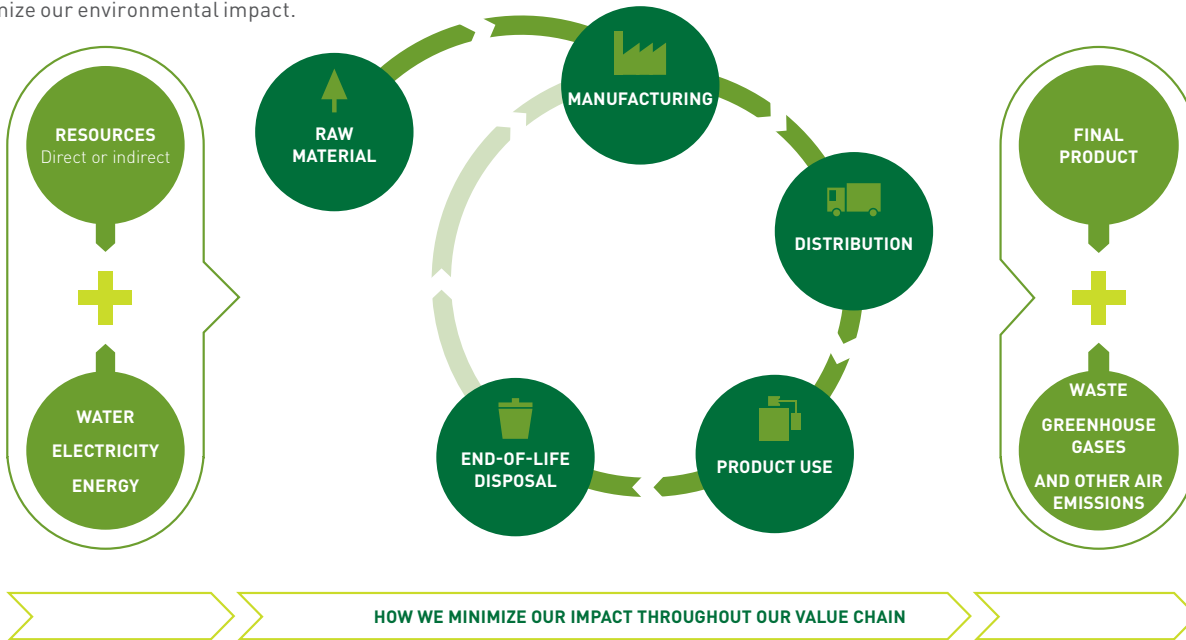 our environmental impact.
RESOURCES
Direct or indirect
WATER
ELECTRICITY
ENERGY
RAW
MATERIAL
MANUFACTURING
DISTRIBUTION
PRODUCT USE
END-OF-LIFE
DISPOSAL
FINAL
PRODUCT
WASTE
GREENHOUSE
GASES
AND OTHER AIR
EMISSIONS
HOW WE MINIMIZE OUR IMPACT THROUGHOUT OUR VALUE CHAIN